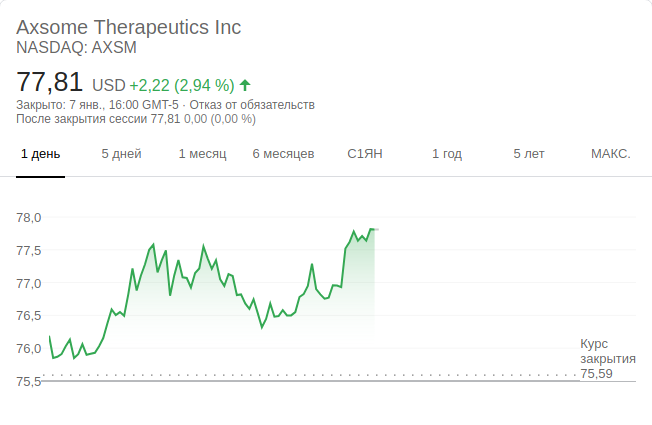 Axsome Therapeutics Inc
NASDAQ: AXSM
77,81 USD +2,22 (2,94 %)
Закрыто: 7 янв., 16:00 GMT-5 · Отказ от обязательств
После закрытия сессии 77,81 0,00 (0,00 %)
1 день 5 дней 1 месяц 6 месяцев С1ЯН 1 год 5 лет МАКС.
78,0
77,5
77,0
76,5
76,0
75,5
Курс
закрытия
75,59